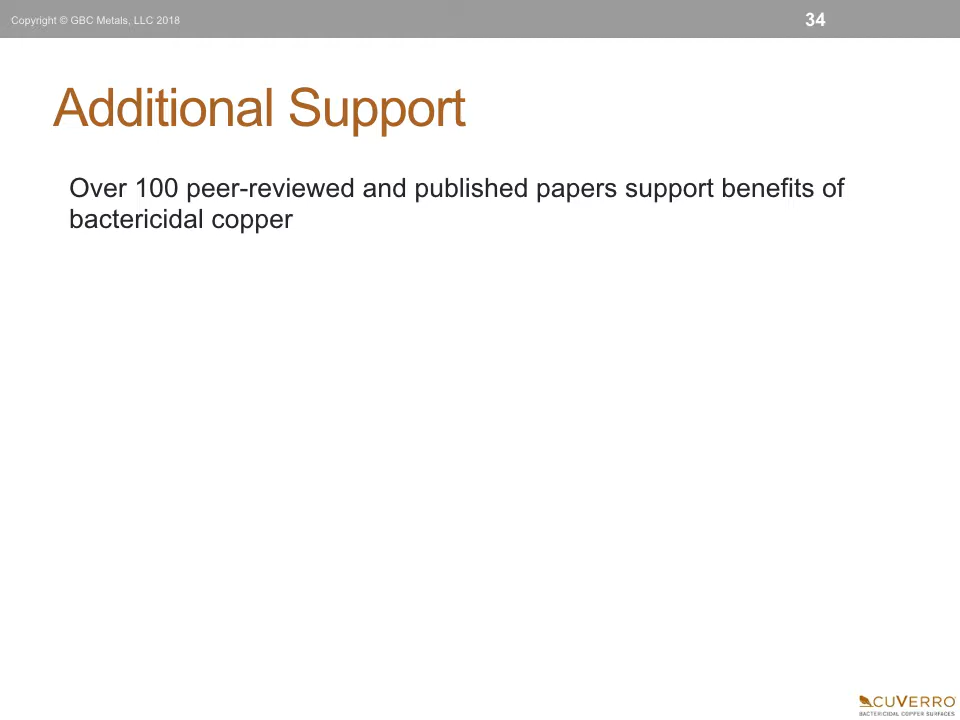 Copyright © GBC Metals, LLC 2018
34
Additional Support
Over 100 peer-reviewed and published papers support benefits of
bactericidal copper
CUVERRO®
BACTERICIDAL COPPER SURFACES